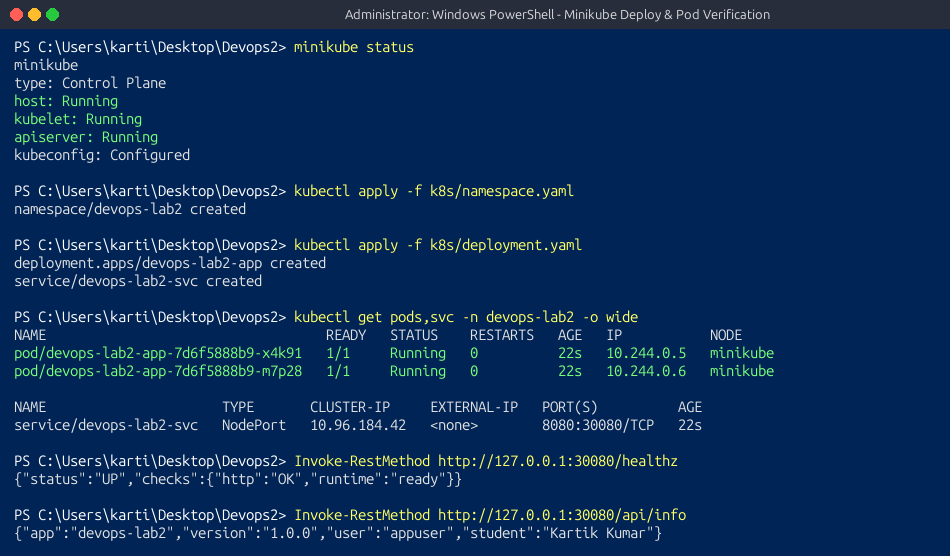 Administrator: Windows PowerShell - Minikube Deploy & Pod Verification
PS C:\Users\karti\Desktop\Devops2> minikube status
minikube
type: Control Plane
host: Running
kubelet: Running
apiserver: Running
kubeconfig: Configured
PS C:\Users\karti\Desktop\Devops2> kubectl apply -f k8s/namespace.yaml
namespace/devops-lab2 created
PS C:\Users\karti\Desktop\Devops2> kubectl apply -f k8s/deployment.yaml
deployment.apps/devops-lab2-app created
service/devops-lab2-svc created
PS C:\Users\karti\Desktop\Devops2> kubectl get pods,svc -n devops-lab2 -o wide
NAME READY STATUS RESTARTS AGE IP NODE
pod/devops-lab2-app-7d6f5888b9-x4k91 1/1 Running 0 22s 10.244.0.5 minikube
pod/devops-lab2-app-7d6f5888b9-m7p28 1/1 Running 0 22s 10.244.0.6 minikube
NAME TYPE CLUSTER-IP EXTERNAL-IP PORT(S) AGE
service/devops-lab2-svc NodePort 10.96.184.42 <none> 8080:30080/TCP 22s
PS C:\Users\karti\Desktop\Devops2> Invoke-RestMethod http://127.0.0.1:30080/healthz
{"status":"UP","checks":{"http":"OK","runtime":"ready"}}
PS C:\Users\karti\Desktop\Devops2> Invoke-RestMethod http://127.0.0.1:30080/api/info
{"app":"devops-lab2","version":"1.0.0","user":"appuser","student":"Kartik Kumar"}